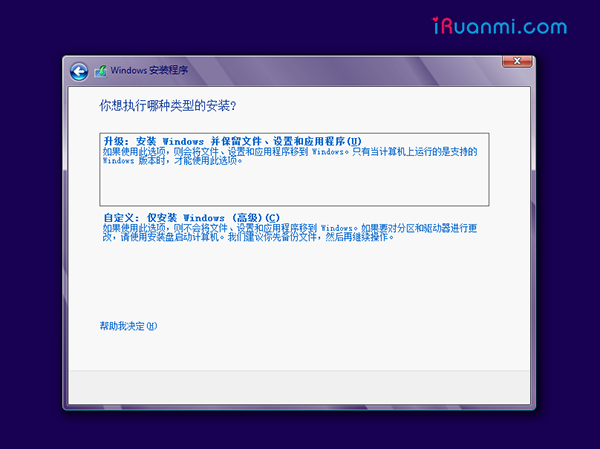 iRuanmi.com
Windows 安装程序
你想执行哪种类型的安装？
升级: 安装 Windows 并保留文件、设置和应用程序(U)
如果使用此选项，则会将文件、设置和应用程序移到 Windows。只有当计算机上运行的是支持的
Windows 版本时，才能使用此选项。
自定义: 仅安装 Windows (高级)(C)
如果使用此选项，则不会将文件、设置和应用程序移到 Windows。如果要对分区和驱动器进行更
改，请使用安装盘启动计算机。我们建议你先备份文件，然后再继续操作。
帮助我决定(H)